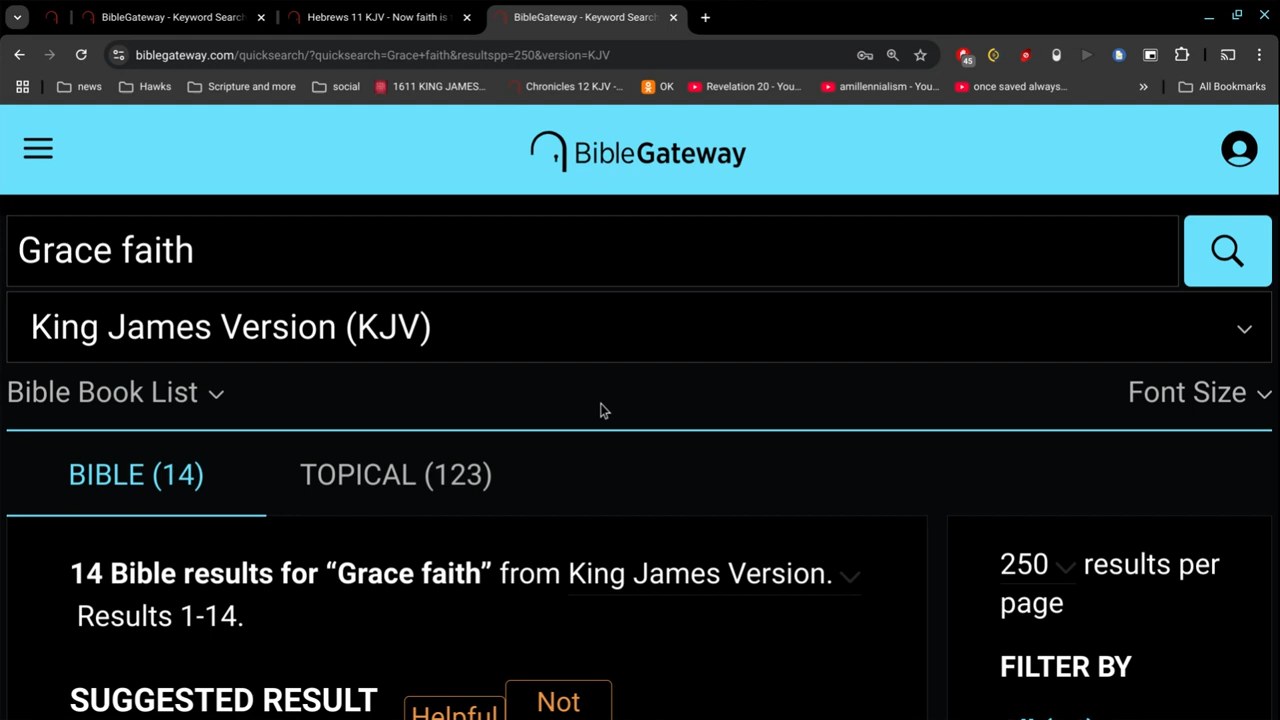 BibleGateway - Keyword Search
Hebrews 11 KJV - Now faith is
BibleGateway - Keyword Search
biblegateway.com/quicksearch/?quicksearch=Grace+faith&resultspp=250&version=KJV
45
news
Hawks
Scripture and more
social
1611 KING JAMES...
Chronicles 12 KJV -...
OK
Revelation 20 - You...
amillennialism - You...
once saved always...
»
All Bookmarks
BibleGateway
Grace faith
King James Version (KJV)
Bible Book List
Font Size
BIBLE (14)
TOPICAL (123)
14 Bible results for “Grace faith” from King James Version.
Results 1-14.
250 results per
page
FILTER BY
SUGGESTED RESULT
Helpful
Not